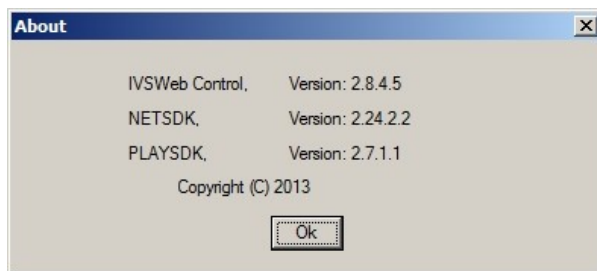 About
IVSWeb Control, Version: 2.8.4.5
NETSDK, Version: 2.24.2.2
PLAYSDK, Version: 2.7.1.1
Copyright (C) 2013
Ok